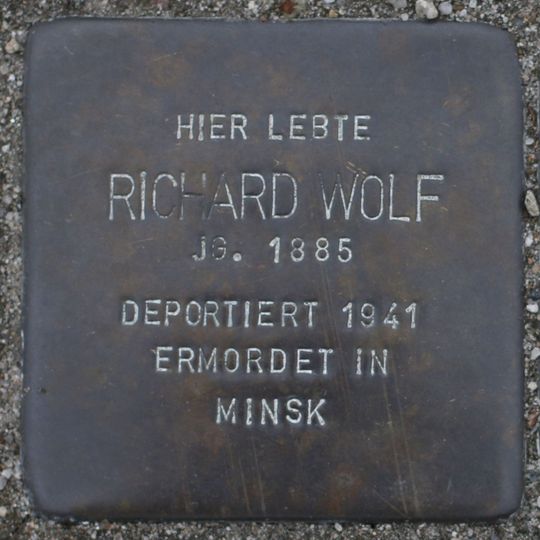 HIER LEBTE
RICHARD WOLF
JG. 1885
DEPORTIERT 1941
ERMORDET IN
MINSK